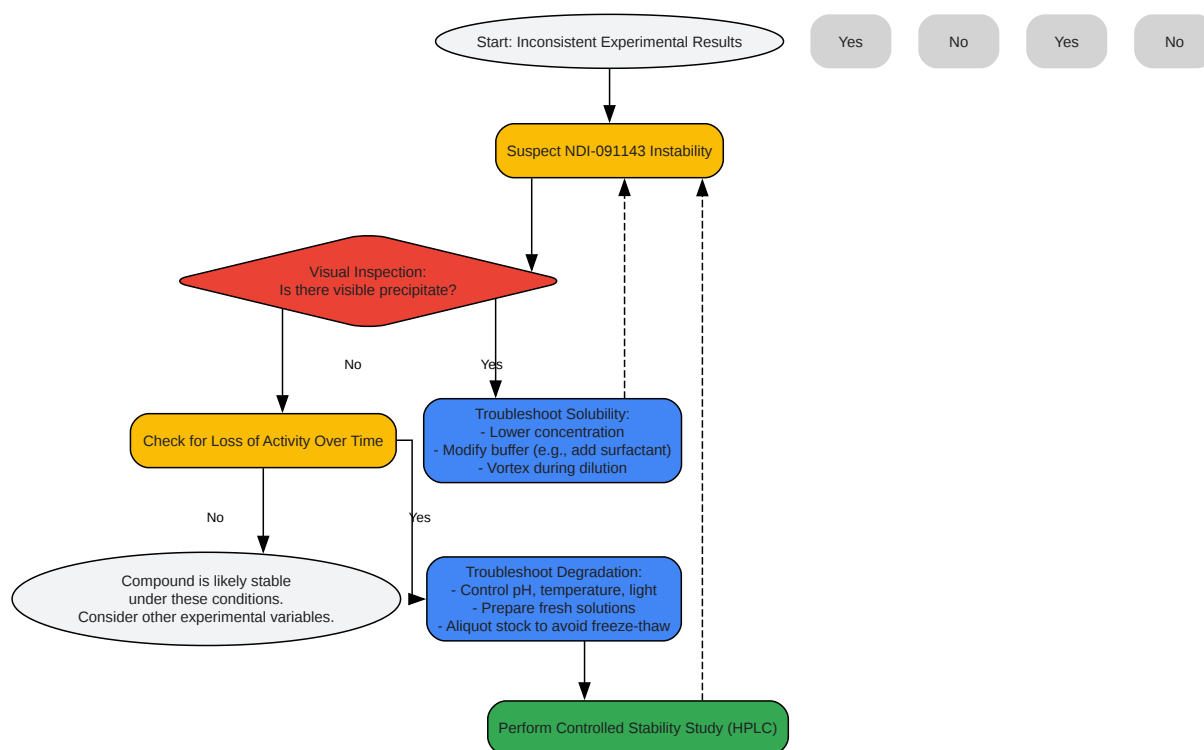 Start: Inconsistent Experimental Results
Yes
No
Yes
No
Suspect NDI-091143 Instability
Visual Inspection:
Is there visible precipitate?
No
Yes
Check for Loss of Activity Over Time
Troubleshoot Solubility:
- Lower concentration
- Modify buffer (e.g., add surfactant)
- Vortex during dilution
No
Yes
Compound is likely stable
under these conditions.
Consider other experimental variables.
Troubleshoot Degradation:
- Control pH, temperature, light
- Prepare fresh solutions
- Aliquot stock to avoid freeze-thaw
Perform Controlled Stability Study (HPLC)